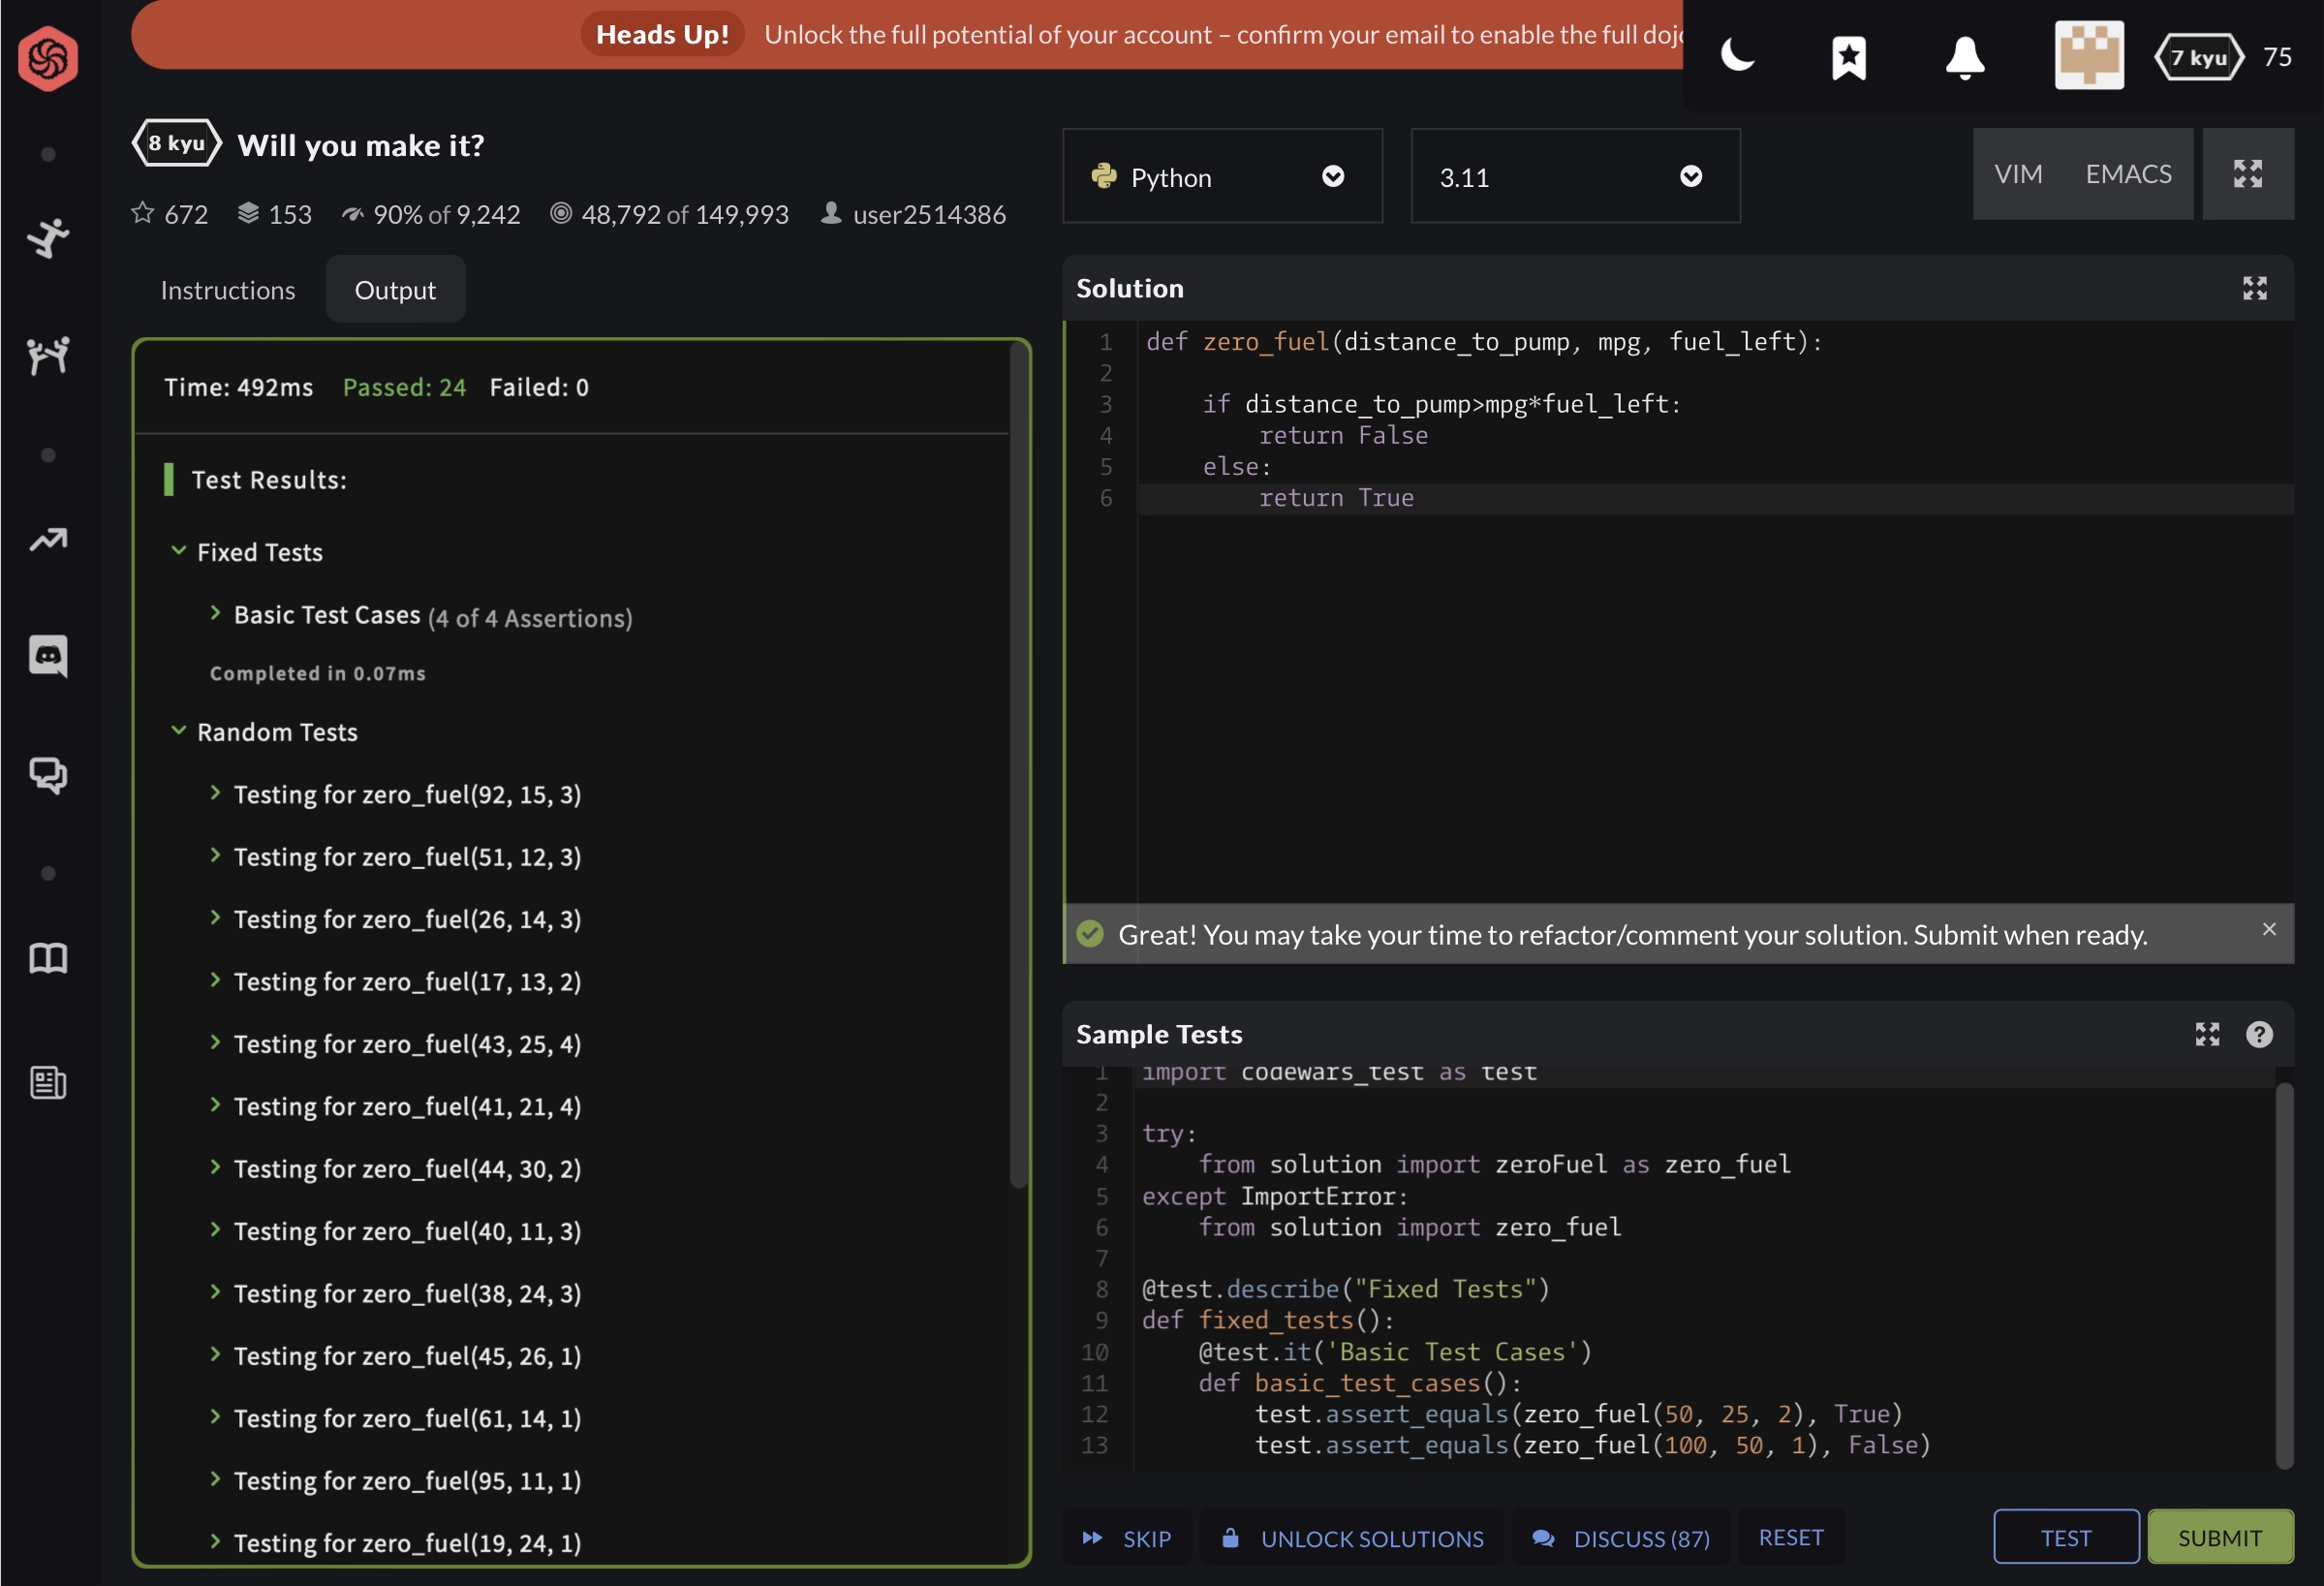 Heads Up! Unlock the full potential of your account – confirm your email to enable the full
7 kyu 75
8 kyu Will you make it?
672 153 90% of 9,242 48,792 of 149,993 user2514386
Instructions Output
Time: 492ms Passed: 24 Failed: 0
Test Results:
Fixed Tests
Basic Test Cases (4 of 4 Assertions)
Completed in 0.07ms
Random Tests
Testing for zero_fuel(92, 15, 3)
Testing for zero_fuel(51, 12, 3)
Testing for zero_fuel(26, 14, 3)
Testing for zero_fuel(17, 13, 2)
Testing for zero_fuel(43, 25, 4)
Testing for zero_fuel(41, 21, 4)
Testing for zero_fuel(44, 30, 2)
Testing for zero_fuel(40, 11, 3)
Testing for zero_fuel(38, 24, 3)
Testing for zero_fuel(45, 26, 1)
Testing for zero_fuel(61, 14, 1)
Testing for zero_fuel(95, 11, 1)
Testing for zero_fuel(19, 24, 1)
Python 3.11 VIM EMACS
Solution
1 def zero_fuel(distance_to_pump, mpg, fuel_left):
2
3     if distance_to_pump>mpg*fuel_left:
4         return False
5     else:
6         return True
Great! You may take your time to refactor/comment your solution. Submit when ready.
Sample Tests
1 import codewars_test as test
2
3 try:
4     from solution import zeroFuel as zero_fuel
5 except ImportError:
6     from solution import zero_fuel
7
8 @test.describe("Fixed Tests")
9 def fixed_tests():
10     @test.it('Basic Test Cases')
11     def basic_test_cases():
12         test.assert_equals(zero_fuel(50, 25, 2), True)
13         test.assert_equals(zero_fuel(100, 50, 1), False)
SKIP UNLOCK SOLUTIONS DISCUSS (87) RESET TEST SUBMIT